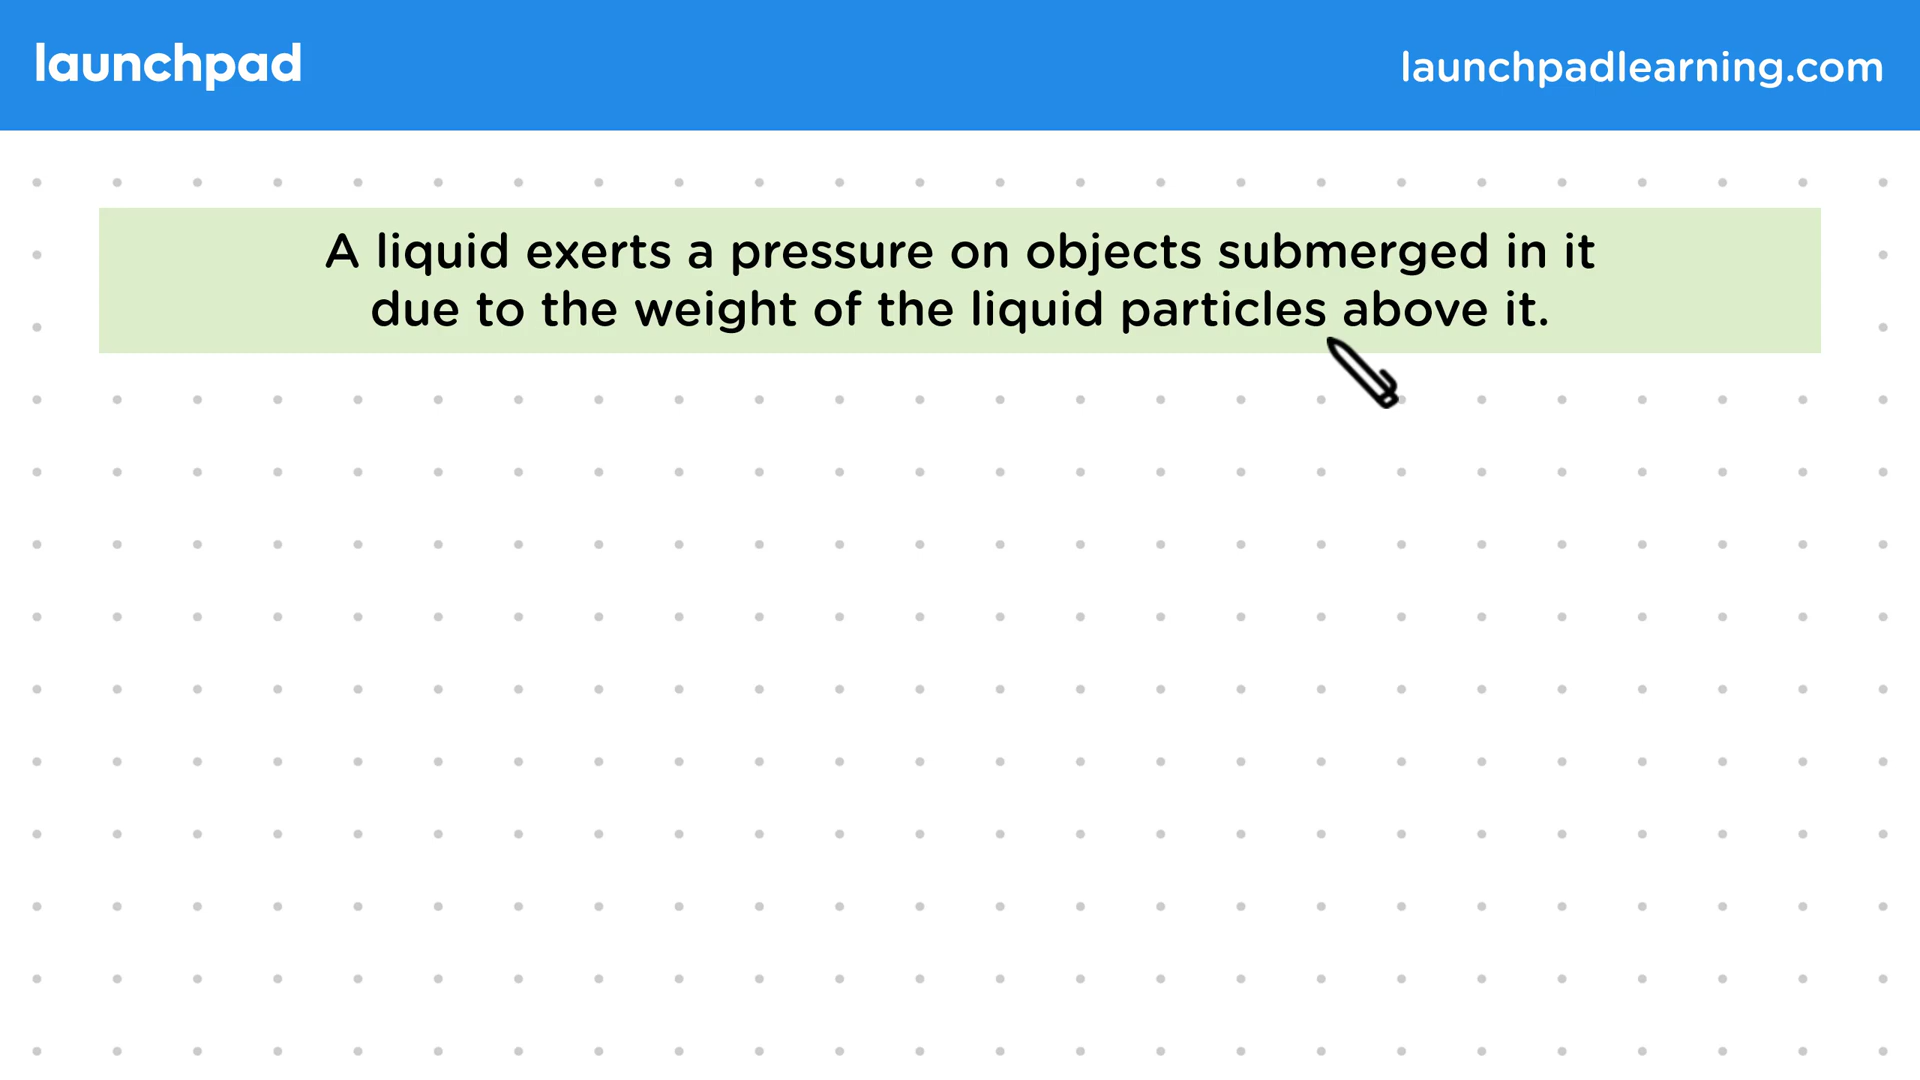 launchpad
launchpadlearning.com
A liquid exerts a pressure on objects submerged in it
due to the weight of the liquid particles above it.